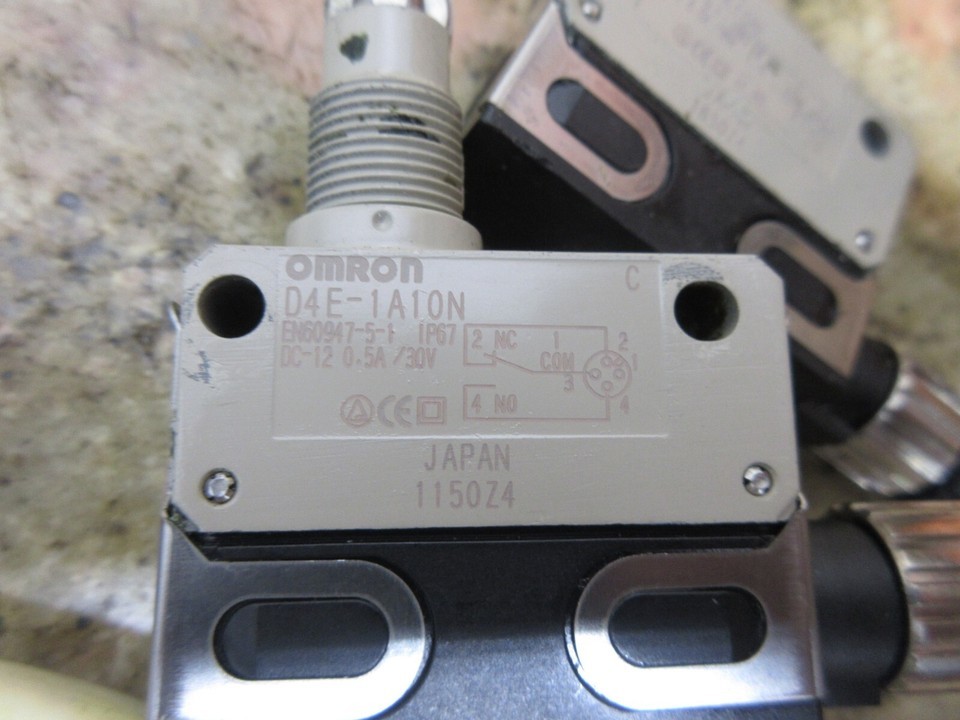 OMRON
C
D4E-1A10N
EN60947-5-1 IP67
DC-12 0.5A /30V
2 NC 1 2
COM 1
3
4 NO 4
CE
JAPAN
1150Z4